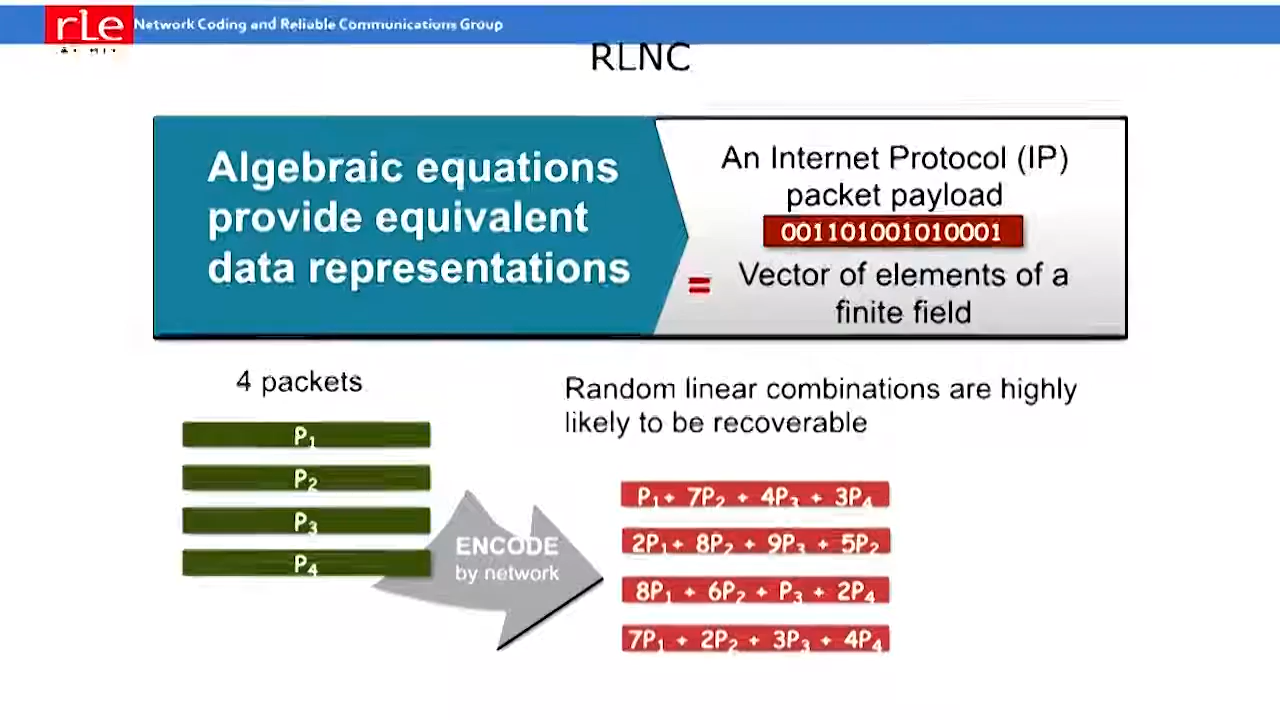 rle
Network Coding and Reliable Communications Group
RLNC
Algebraic equations
provide equivalent
data representations
An Internet Protocol (IP)
packet payload
001101001010001
= Vector of elements of a
finite field
4 packets
P₁
P₂
P₃
P₄
ENCODE
by network
Random linear combinations are highly
likely to be recoverable
P₁+ 7P₂ + 4P₃ + 3P₄
2P₁+ 8P₂ + 9P₃ + 5P₂
8P₁ + 6P₂ + P₃ + 2P₄
7P₁ + 2P₂ + 3P₃ + 4P₄